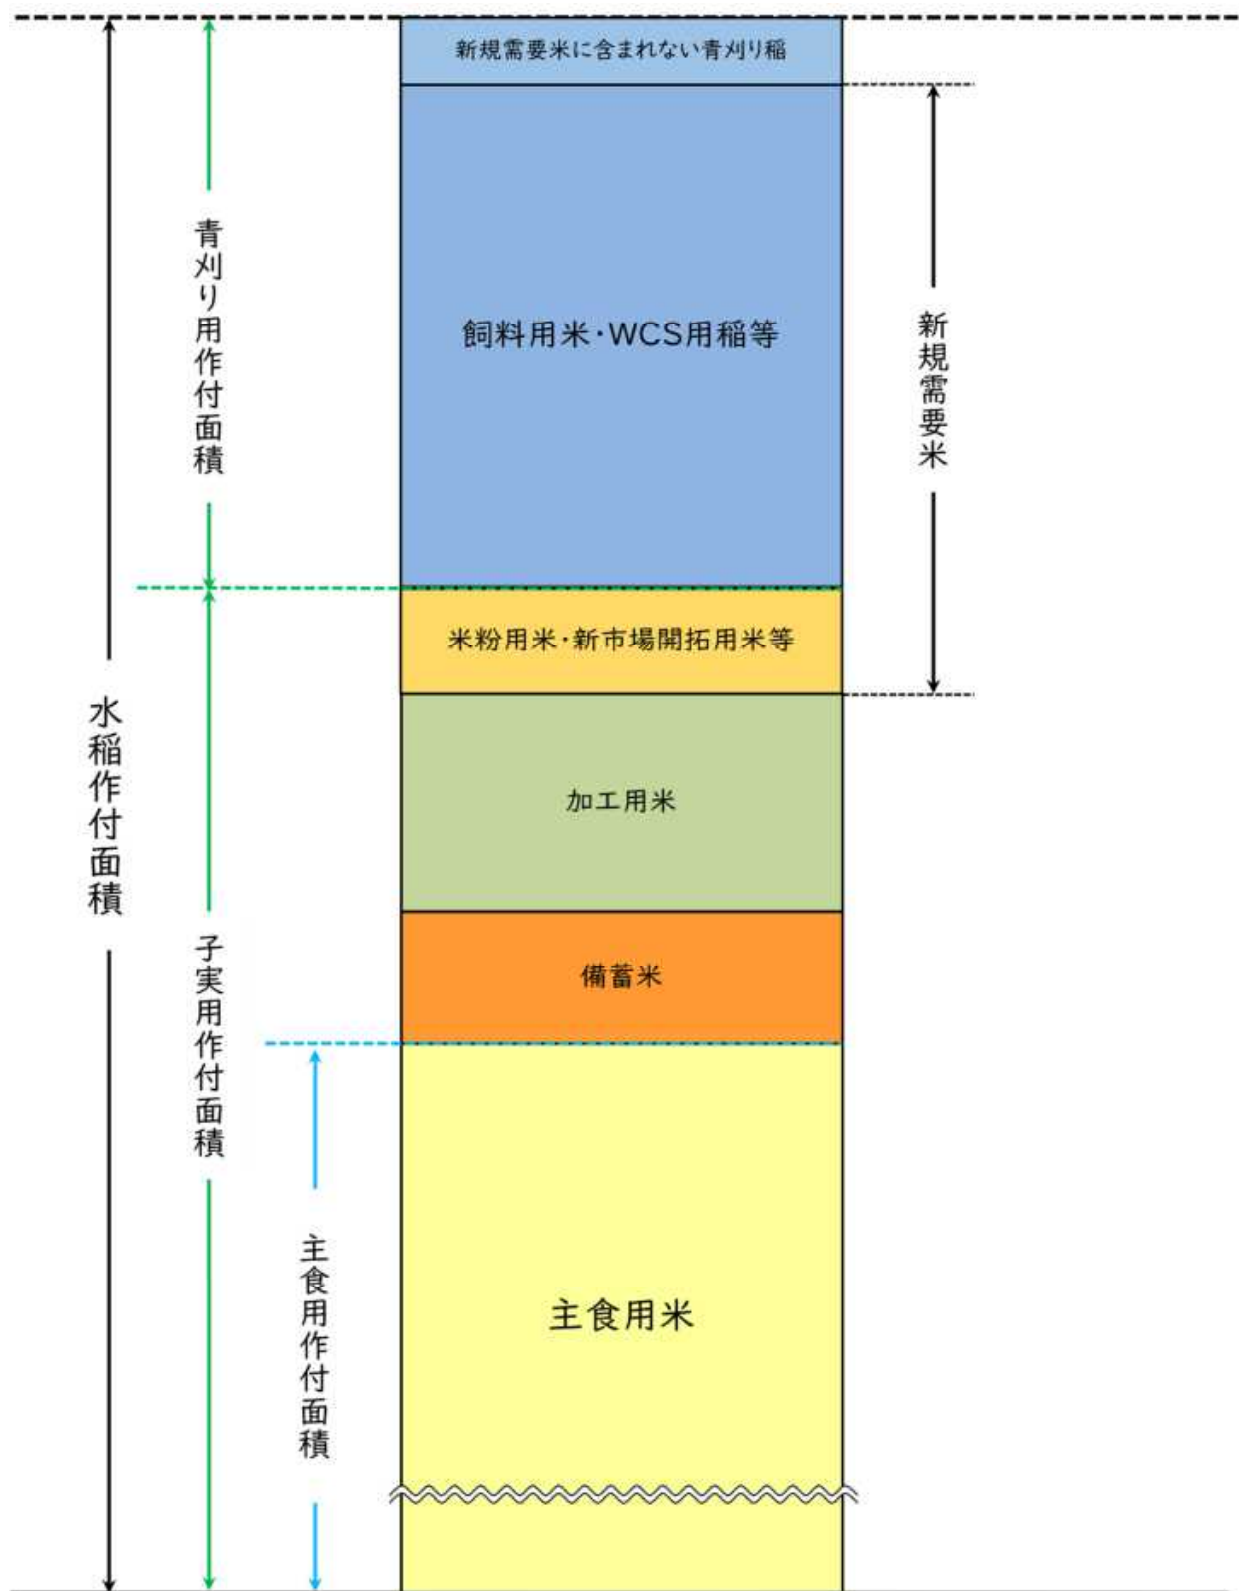 新規需要米に含まれない青刈り稲
飼料用米・WCS用稲等
米粉用米・新市場開拓用米等
加工用米
備蓄米
主食用米
水稲作付面積
青刈り用作付面積
子実用作付面積
主食用作付面積
新規需要米